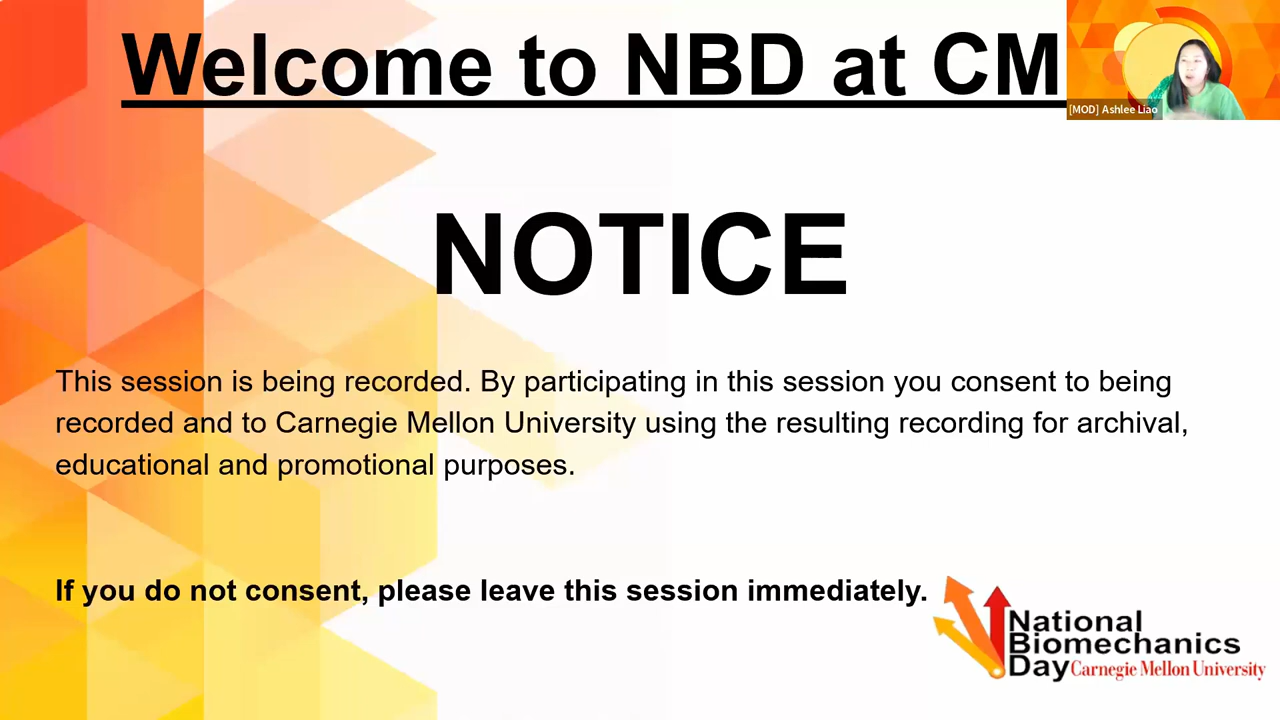 Welcome to NBD at CM
[MOD] Ashlee Liao
NOTICE
This session is being recorded. By participating in this session you consent to being
recorded and to Carnegie Mellon University using the resulting recording for archival,
educational and promotional purposes.
If you do not consent, please leave this session immediately.
National
Biomechanics
Day Carnegie Mellon University